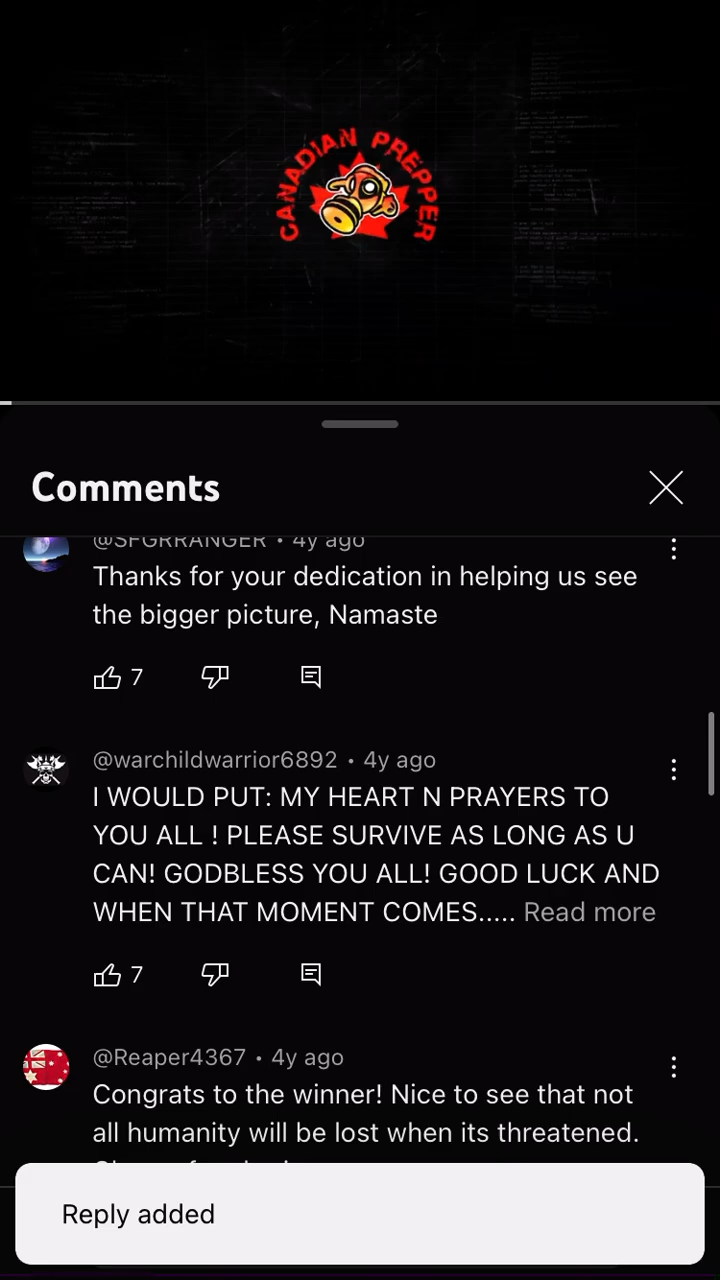 CANADIAN PREPPER
Comments
@SFGRRANGER • 4y ago
Thanks for your dedication in helping us see
the bigger picture, Namaste
7
@warchildwarrior6892 • 4y ago
I WOULD PUT: MY HEART N PRAYERS TO
YOU ALL ! PLEASE SURVIVE AS LONG AS U
CAN! GODBLESS YOU ALL! GOOD LUCK AND
WHEN THAT MOMENT COMES..... Read more
7
@Reaper4367 • 4y ago
Congrats to the winner! Nice to see that not
all humanity will be lost when its threatened.
Reply added